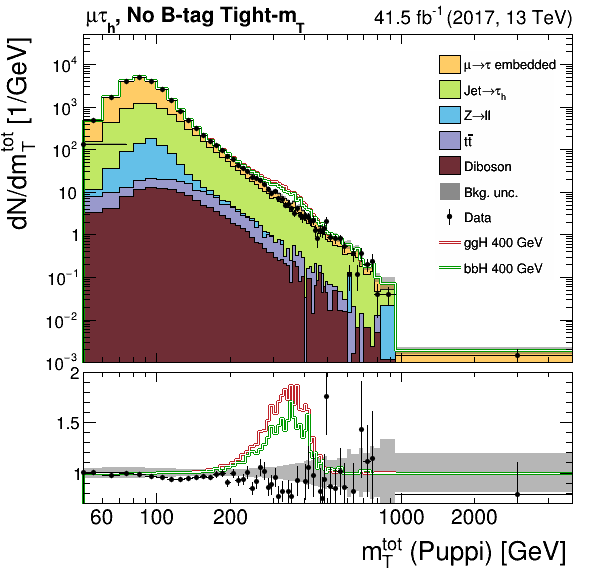 μτh, No B-tag Tight-mT
41.5 fb⁻¹ (2017, 13 TeV)
dN/dmTᵗᵒᵗ [1/GeV]
10⁴
10³
10²
10
1
10⁻¹
10⁻²
10⁻³
μ→τ embedded
Jet→τh
Z→ll
tt̄
Diboson
Bkg. unc.
Data
ggH 400 GeV
bbH 400 GeV
2
1.5
1
60 100 200 1000 2000
mTᵗᵒᵗ (Puppi) [GeV]